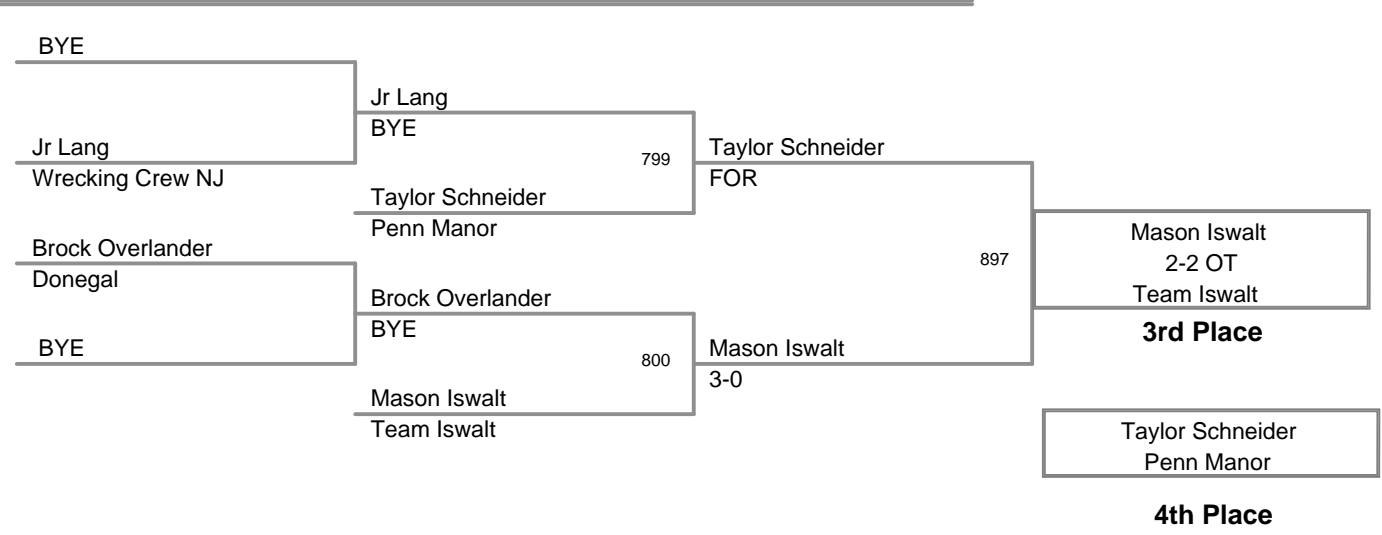 BYE
Jr Lang
BYE
Jr Lang
Wrecking Crew NJ
799
Taylor Schneider
FOR
Taylor Schneider
Penn Manor
Brock Overlander
Donegal
897
Mason Iswalt
2-2 OT
Team Iswalt
3rd Place
Brock Overlander
BYE
BYE
800
Mason Iswalt
3-0
Mason Iswalt
Team Iswalt
Taylor Schneider
Penn Manor
4th Place